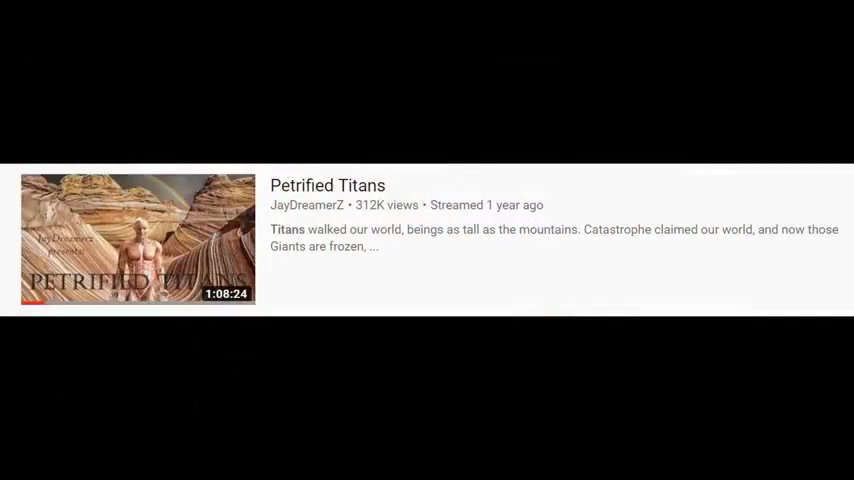 Petrified Titans
JayDreamerZ • 312K views • Streamed 1 year ago
Titans walked our world, beings as tall as the mountains. Catastrophe claimed our world, and now those
Giants are frozen, ...
JayDreamerz
presents:
PETRIFIED TITANS
1:08:24